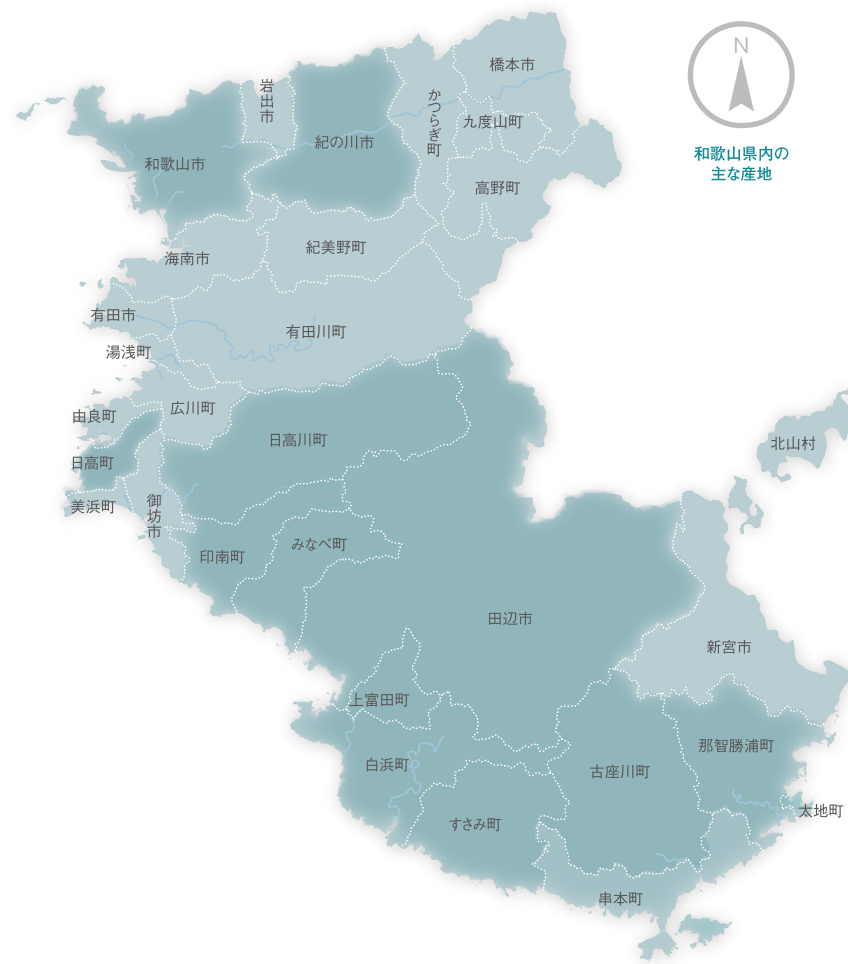 N
和歌山県内の
主な産地
橋本市
岩出市
かつらぎ町
九度山町
紀の川市
和歌山市
高野町
紀美野町
海南市
有田市
有田川町
湯浅町
広川町
由良町
日高川町
北山村
日高町
美浜町
御坊市
みなべ町
印南町
田辺市
新宮市
上富田町
那智勝浦町
白浜町
古座川町
太地町
すさみ町
串本町